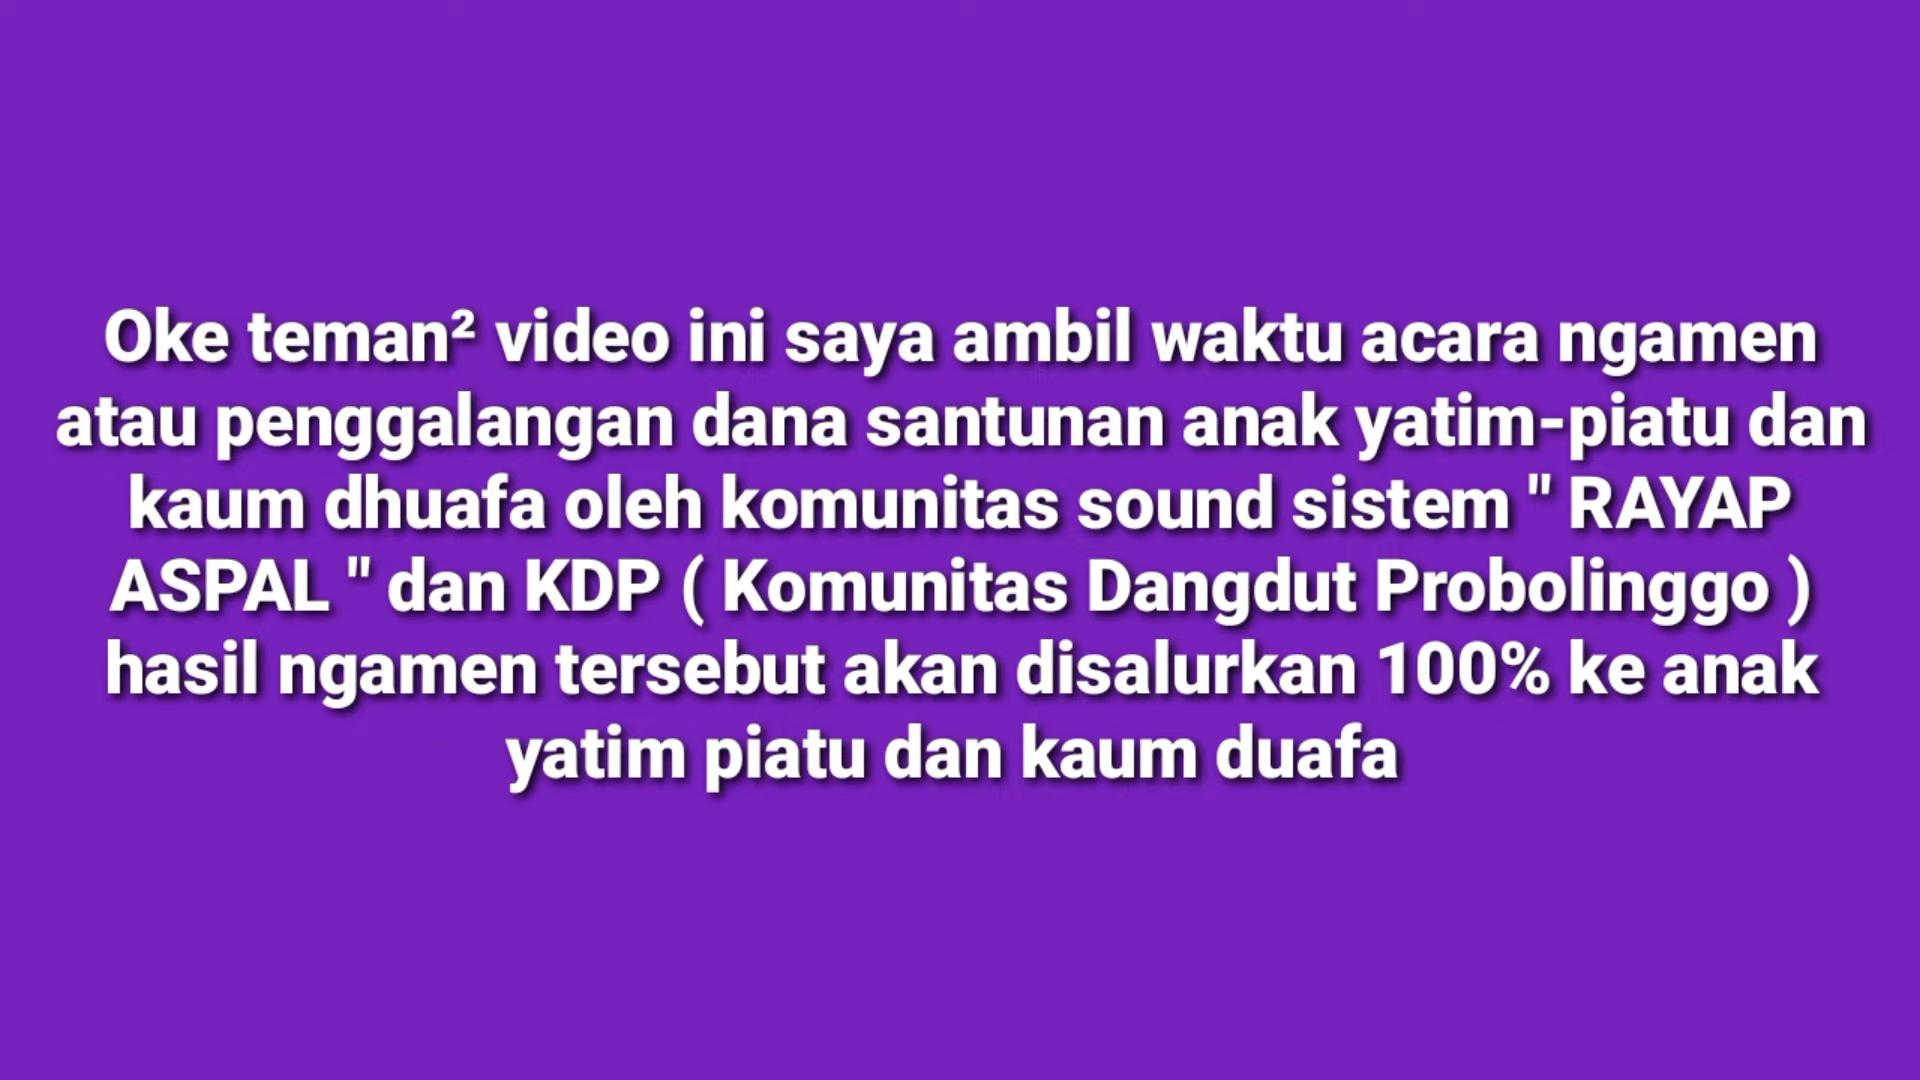 Oke teman² video ini saya ambil waktu acara ngamen
atau penggalangan dana santunan anak yatim-piatu dan
kaum dhuafa oleh komunitas sound sistem " RAYAP
ASPAL " dan KDP ( Komunitas Dangdut Probolinggo )
hasil ngamen tersebut akan disalurkan 100% ke anak
yatim piatu dan kaum duafa